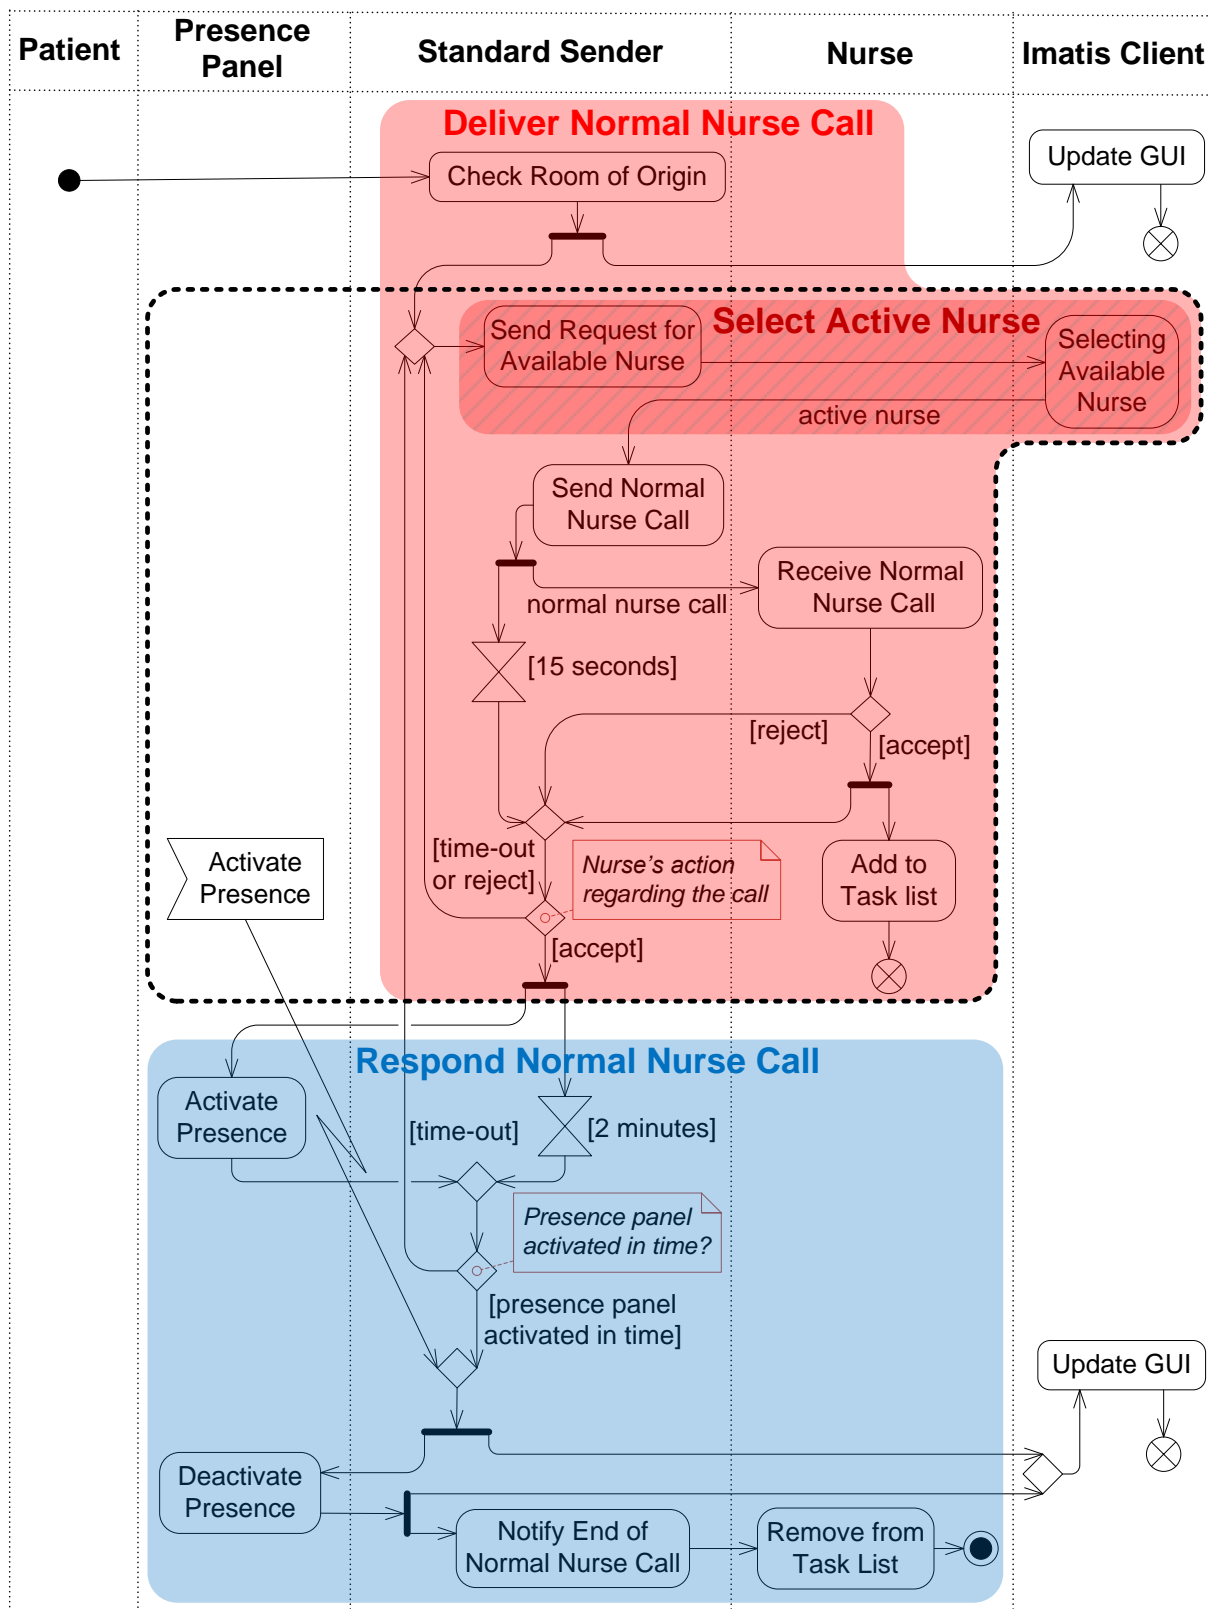 Patient
Presence
Panel
Standard Sender
Nurse
Imatis Client
Deliver Normal Nurse Call
Update GUI
Check Room of Origin
Select Active Nurse
Send Request for
Available Nurse
Selecting
Available
Nurse
active nurse
Send Normal
Nurse Call
Receive Normal
Nurse Call
normal nurse call
[15 seconds]
[reject]
[accept]
[time-out
or reject]
Nurse's action
regarding the call
Add to
Task list
Activate
Presence
[accept]
Respond Normal Nurse Call
Activate
Presence
[time-out]
[2 minutes]
Presence panel
activated in time?
[presence panel
activated in time]
Update GUI
Deactivate
Presence
Notify End of
Normal Nurse Call
Remove from
Task List